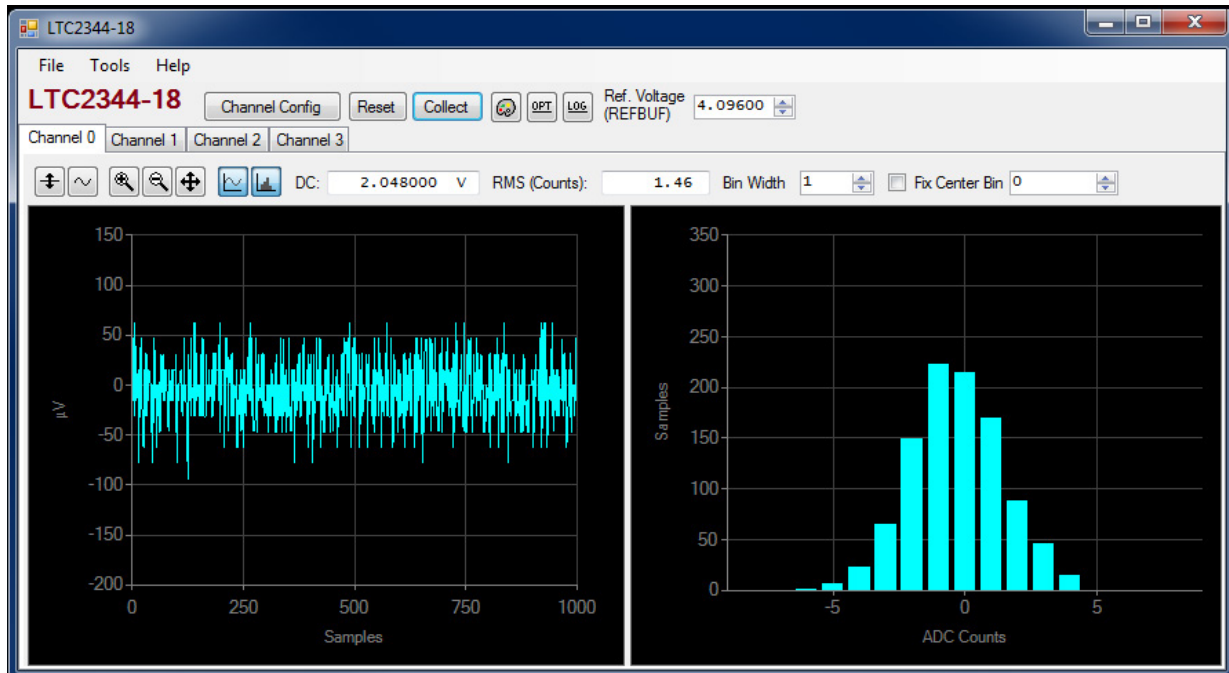 LTC2344-18
File Tools Help
LTC2344-18 Channel Config Reset Collect OPT LOG Ref. Voltage (REFBUF) 4.09600
Channel 0 Channel 1 Channel 2 Channel 3
DC: 2.048000 V RMS (Counts): 1.46 Bin Width 1 Fix Center Bin 0
µV
150
100
50
0
-50
-100
-150
-200
0 250 500 750 1000
Samples
Samples
350
300
250
200
150
100
50
0
-5 0 5
ADC Counts